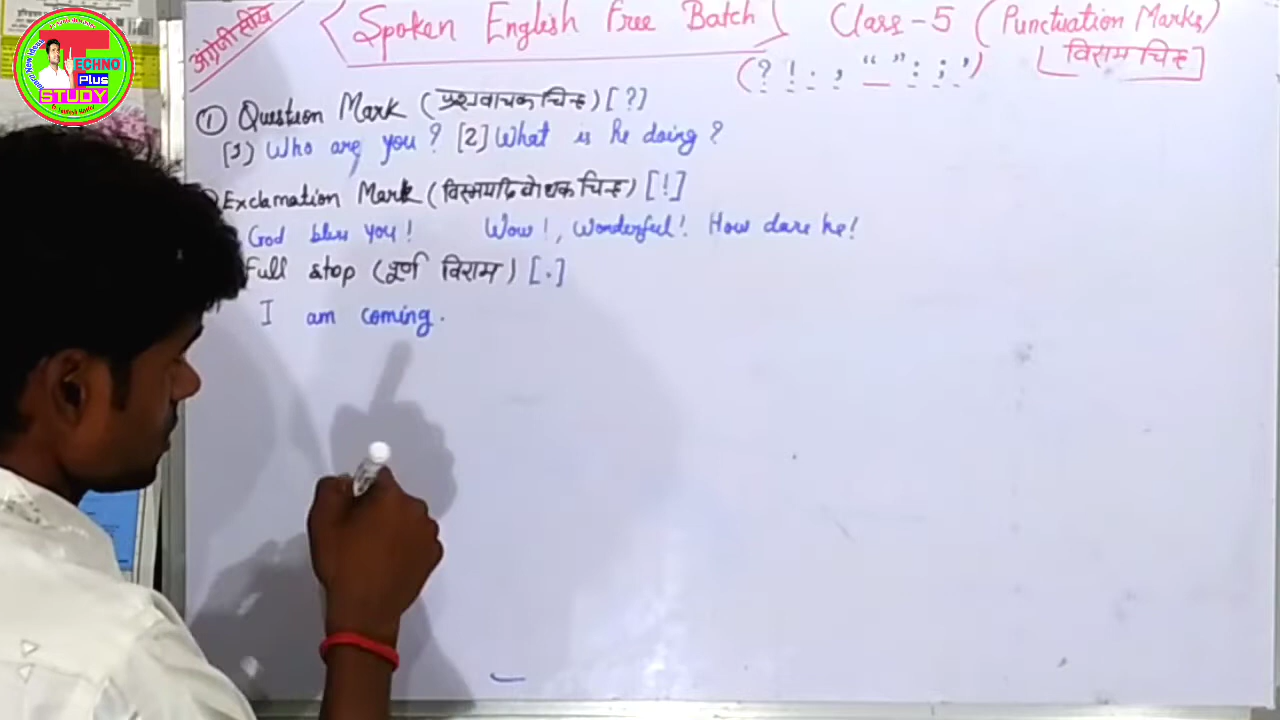 अंग्रेजी सीखें
Spoken English Free Batch
Class-5 (Punctuation Marks)
विराम चिन्ह
(? ! . , “ ” : ; ’)
① Question Mark (प्रश्नवाचक चिन्ह) [?]
[1] Who are you? [2] What is he doing?
Exclamation Mark (विस्मयादिबोधक चिन्ह) [!]
God bless you! Wow!, Wonderful! How dare he!
Full stop (पूर्ण विराम) [.]
I am coming.
TECHNO
Plus
STUDY